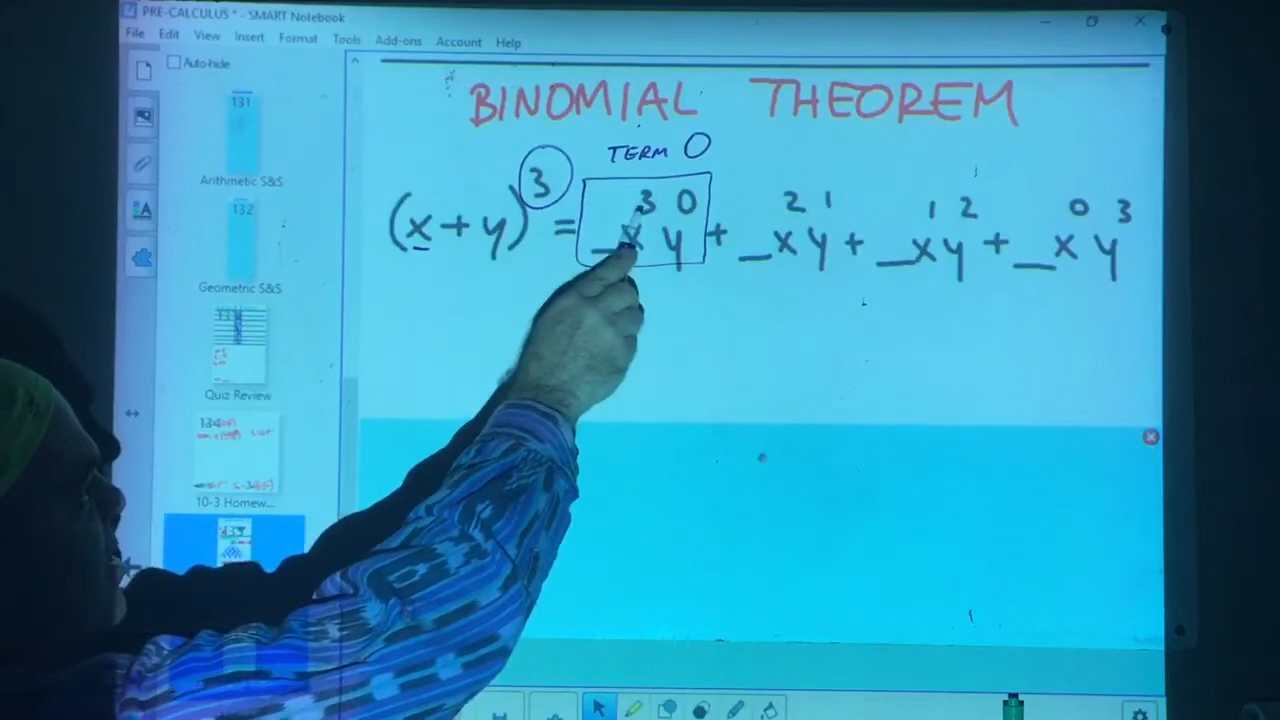 PRE-CALCULUS * - SMART Notebook
File Edit View Insert Format Tools Add-ons Account Help
Auto-hide
131
Arithmetic S&S
132
Geometric S&S
Quiz Review
134
10-3 Homew...
BINOMIAL THEOREM
TERM 0
(x+y)³ = _x³y⁰ + _x²y¹ + _x¹y² + _x⁰y³